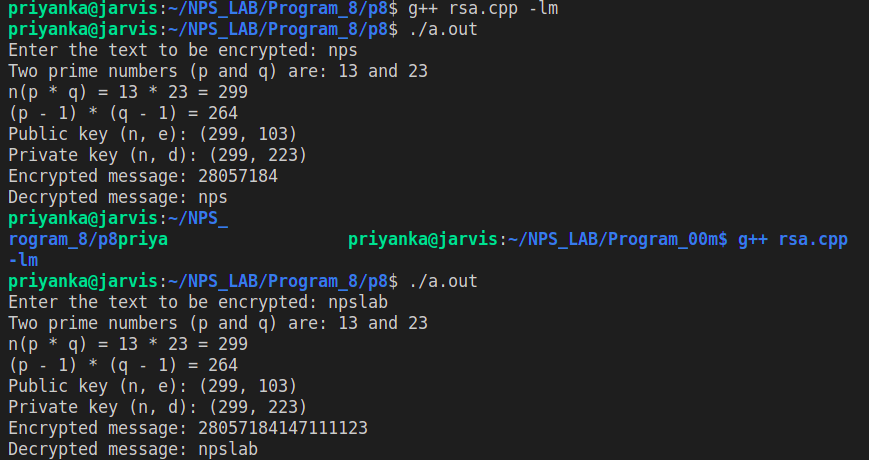 priyanka@jarvis:~/NPS_LAB/Program_8/p8$ g++ rsa.cpp -lm
priyanka@jarvis:~/NPS_LAB/Program_8/p8$ ./a.out
Enter the text to be encrypted: nps
Two prime numbers (p and q) are: 13 and 23
n(p * q) = 13 * 23 = 299
(p - 1) * (q - 1) = 264
Public key (n, e): (299, 103)
Private key (n, d): (299, 223)
Encrypted message: 28057184
Decrypted message: nps
priyanka@jarvis:~/NPS_
rogram_8/p8priya                  priyanka@jarvis:~/NPS_LAB/Program_00m$ g++ rsa.cpp
-lm
priyanka@jarvis:~/NPS_LAB/Program_8/p8$ ./a.out
Enter the text to be encrypted: npslab
Two prime numbers (p and q) are: 13 and 23
n(p * q) = 13 * 23 = 299
(p - 1) * (q - 1) = 264
Public key (n, e): (299, 103)
Private key (n, d): (299, 223)
Encrypted message: 28057184147111123
Decrypted message: npslab